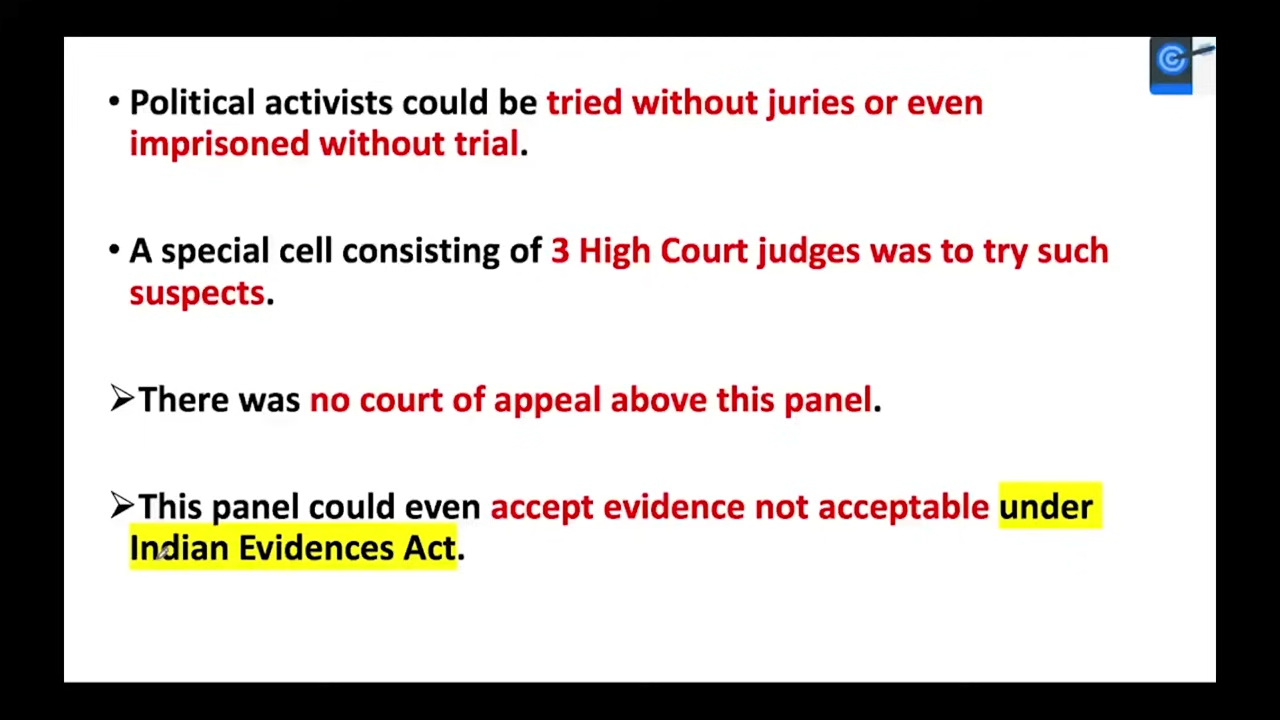 • Political activists could be tried without juries or even
imprisoned without trial.
• A special cell consisting of 3 High Court judges was to try such
suspects.
➢There was no court of appeal above this panel.
➢This panel could even accept evidence not acceptable under
Indian Evidences Act.